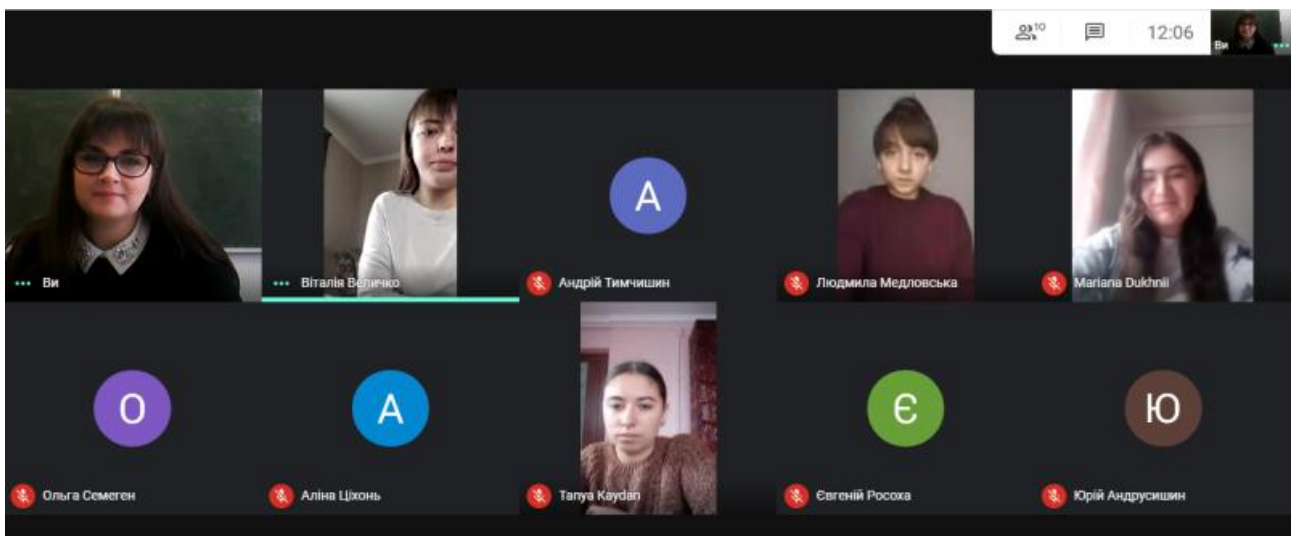 10
12:06
Ви
Ви
Віталія Величко
А
Андрій Тимчишин
Людмила Медловська
Mariana Dukhnii
О
Ольга Семеген
А
Аліна Ціхонь
Tanya Kaydan
Є
Євгеній Росоха
Ю
Юрій Андрусишин